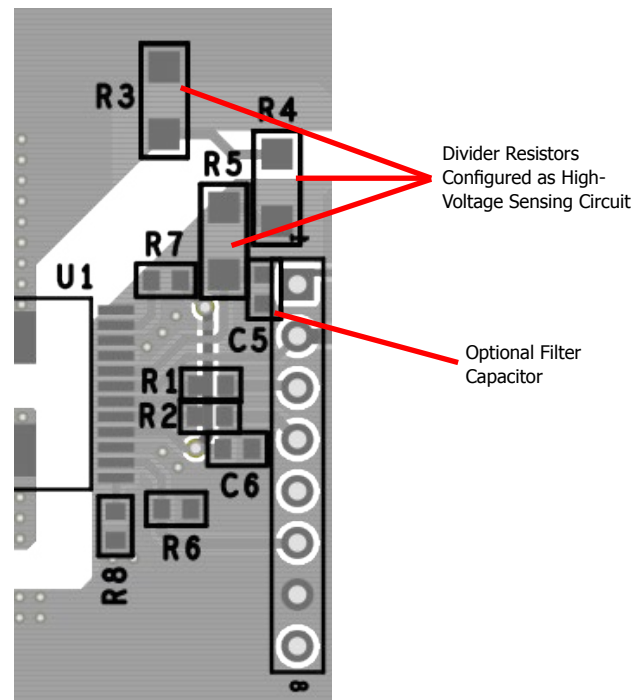 R3
R4
Divider Resistors
Configured as High-
Voltage Sensing Circuit
R5
1
R7
U1
C5
Optional Filter
Capacitor
R1
R2
C6
R6
R8
8